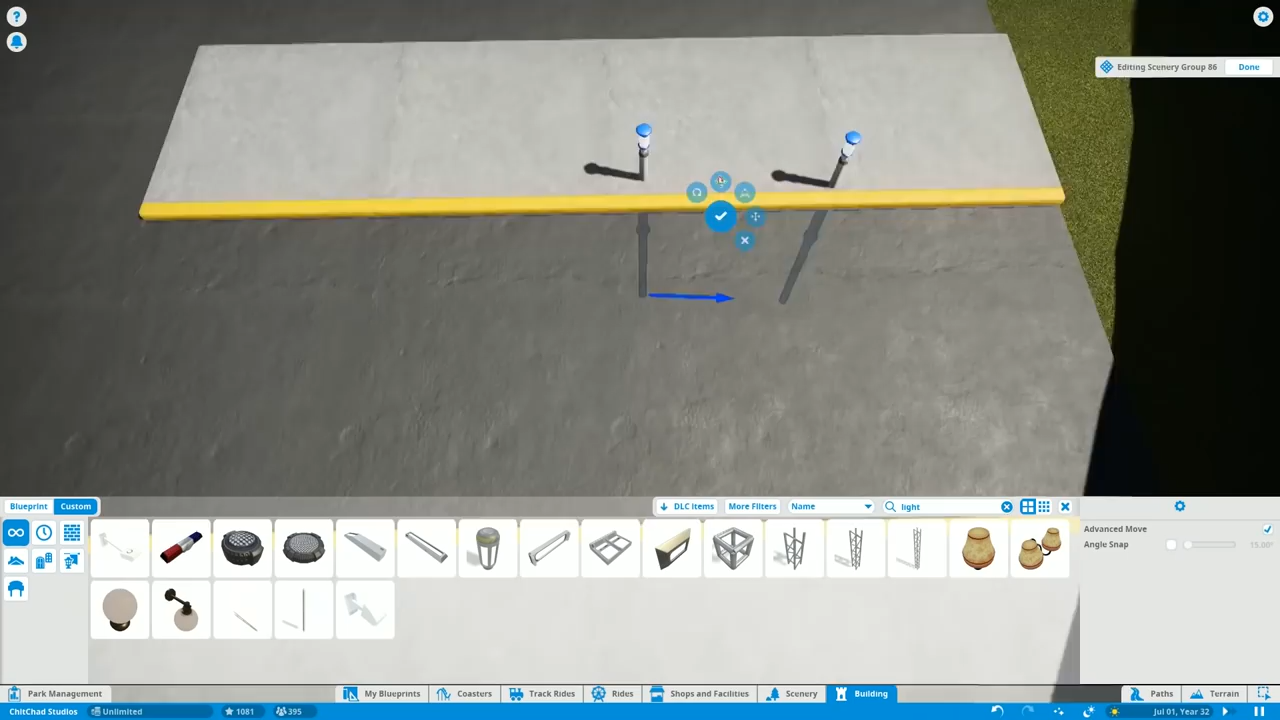 ?
Editing Scenery Group 86 Done
Blueprint Custom
DLC Items More Filters Name light
Advanced Move
Angle Snap 15.00°
Park Management My Blueprints Coasters Track Rides Rides Shops and Facilities Scenery Building Paths Terrain
ChitChad Studios Unlimited 1081 395 Jul 01, Year 32